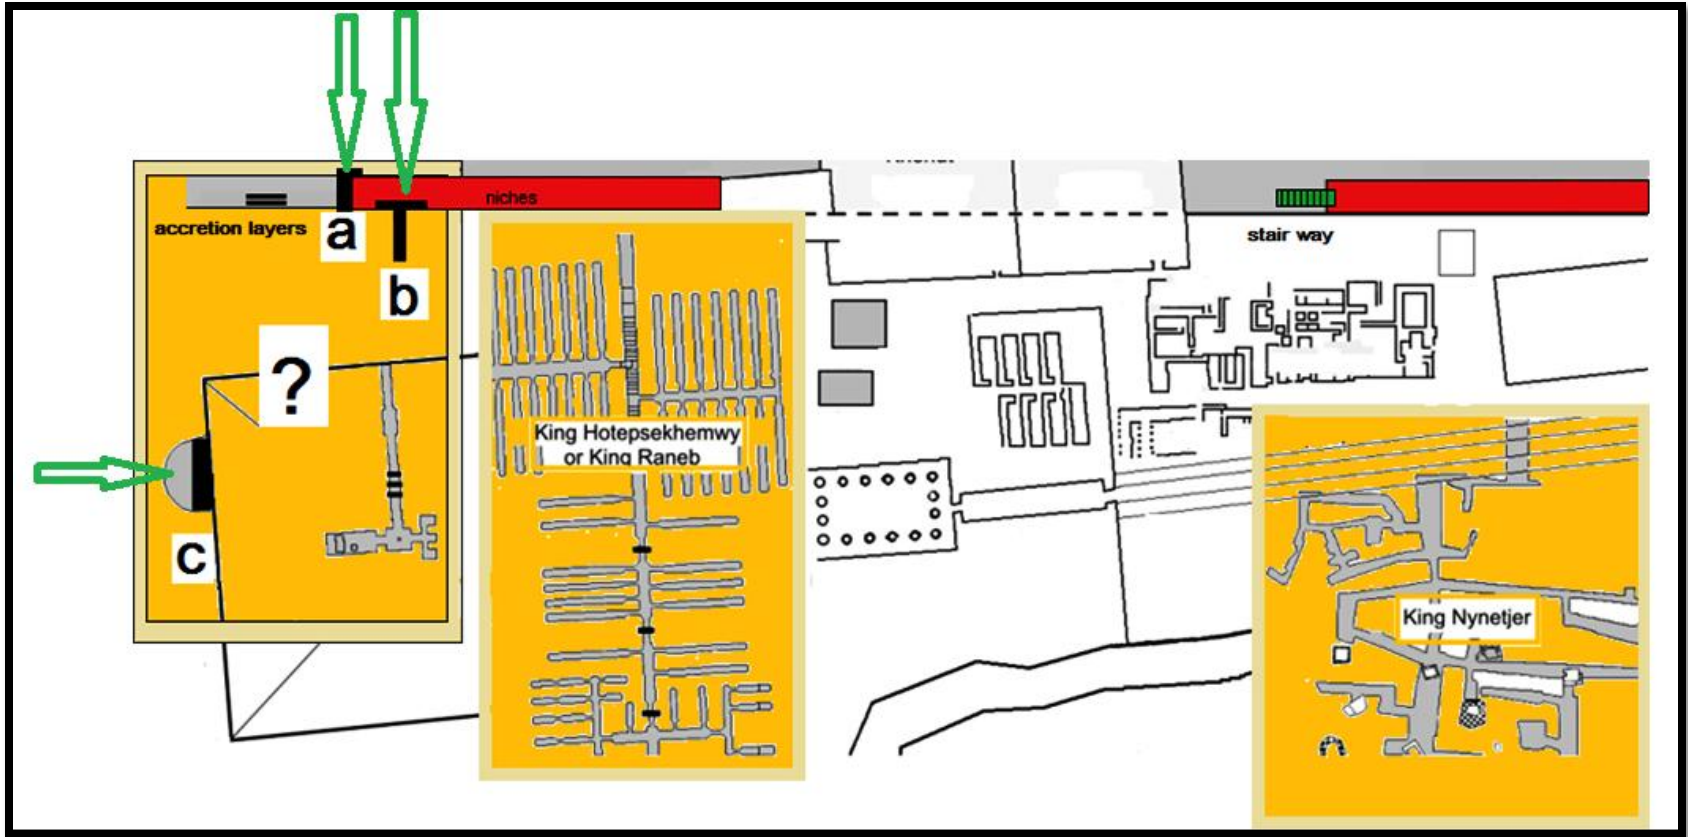 niches
accretion layers
a
stair way
b
?
King Hotepsekhemwy
or King Raneb
c
King Nynetjer